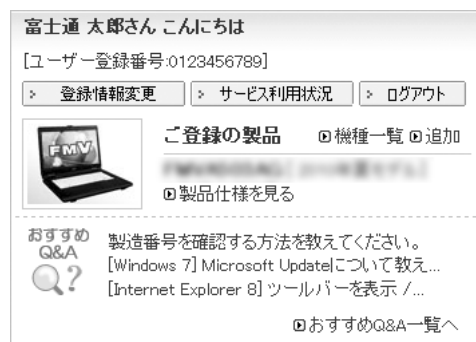 富士通 太郎さん こんにちは
[ユーザー登録番号:0123456789]
登録情報変更 サービス利用状況 ログアウト
ご登録の製品 機種一覧 追加
FMV
製品仕様を見る
おすすめ
Q&A
製造番号を確認する方法を教えてください。
[Windows 7] Microsoft Updateについて教え...
[Internet Explorer 8] ツールバーを表示 /...
おすすめQ&A一覧へ